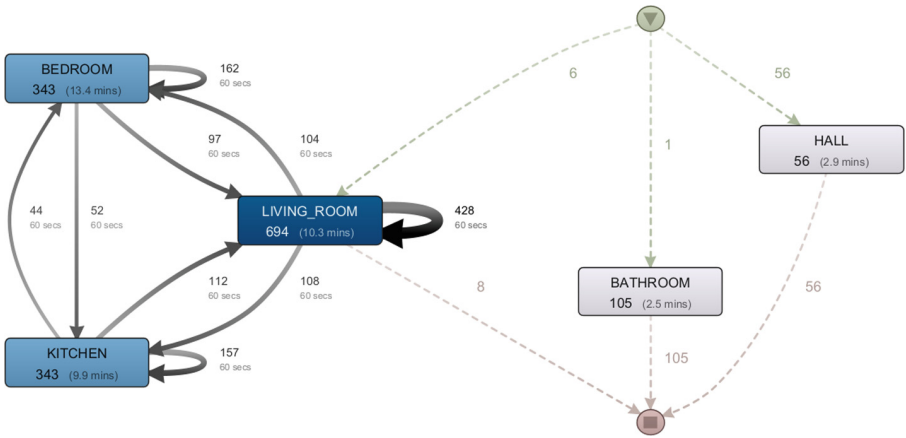 BEDROOM
343 (13.4 mins)
162
60 secs
6
56
HALL
56 (2.9 mins)
97
60 secs
104
60 secs
1
44
60 secs
52
60 secs
LIVING_ROOM
694 (10.3 mins)
428
60 secs
112
60 secs
108
60 secs
8
BATHROOM
105 (2.5 mins)
56
KITCHEN
343 (9.9 mins)
157
60 secs
105